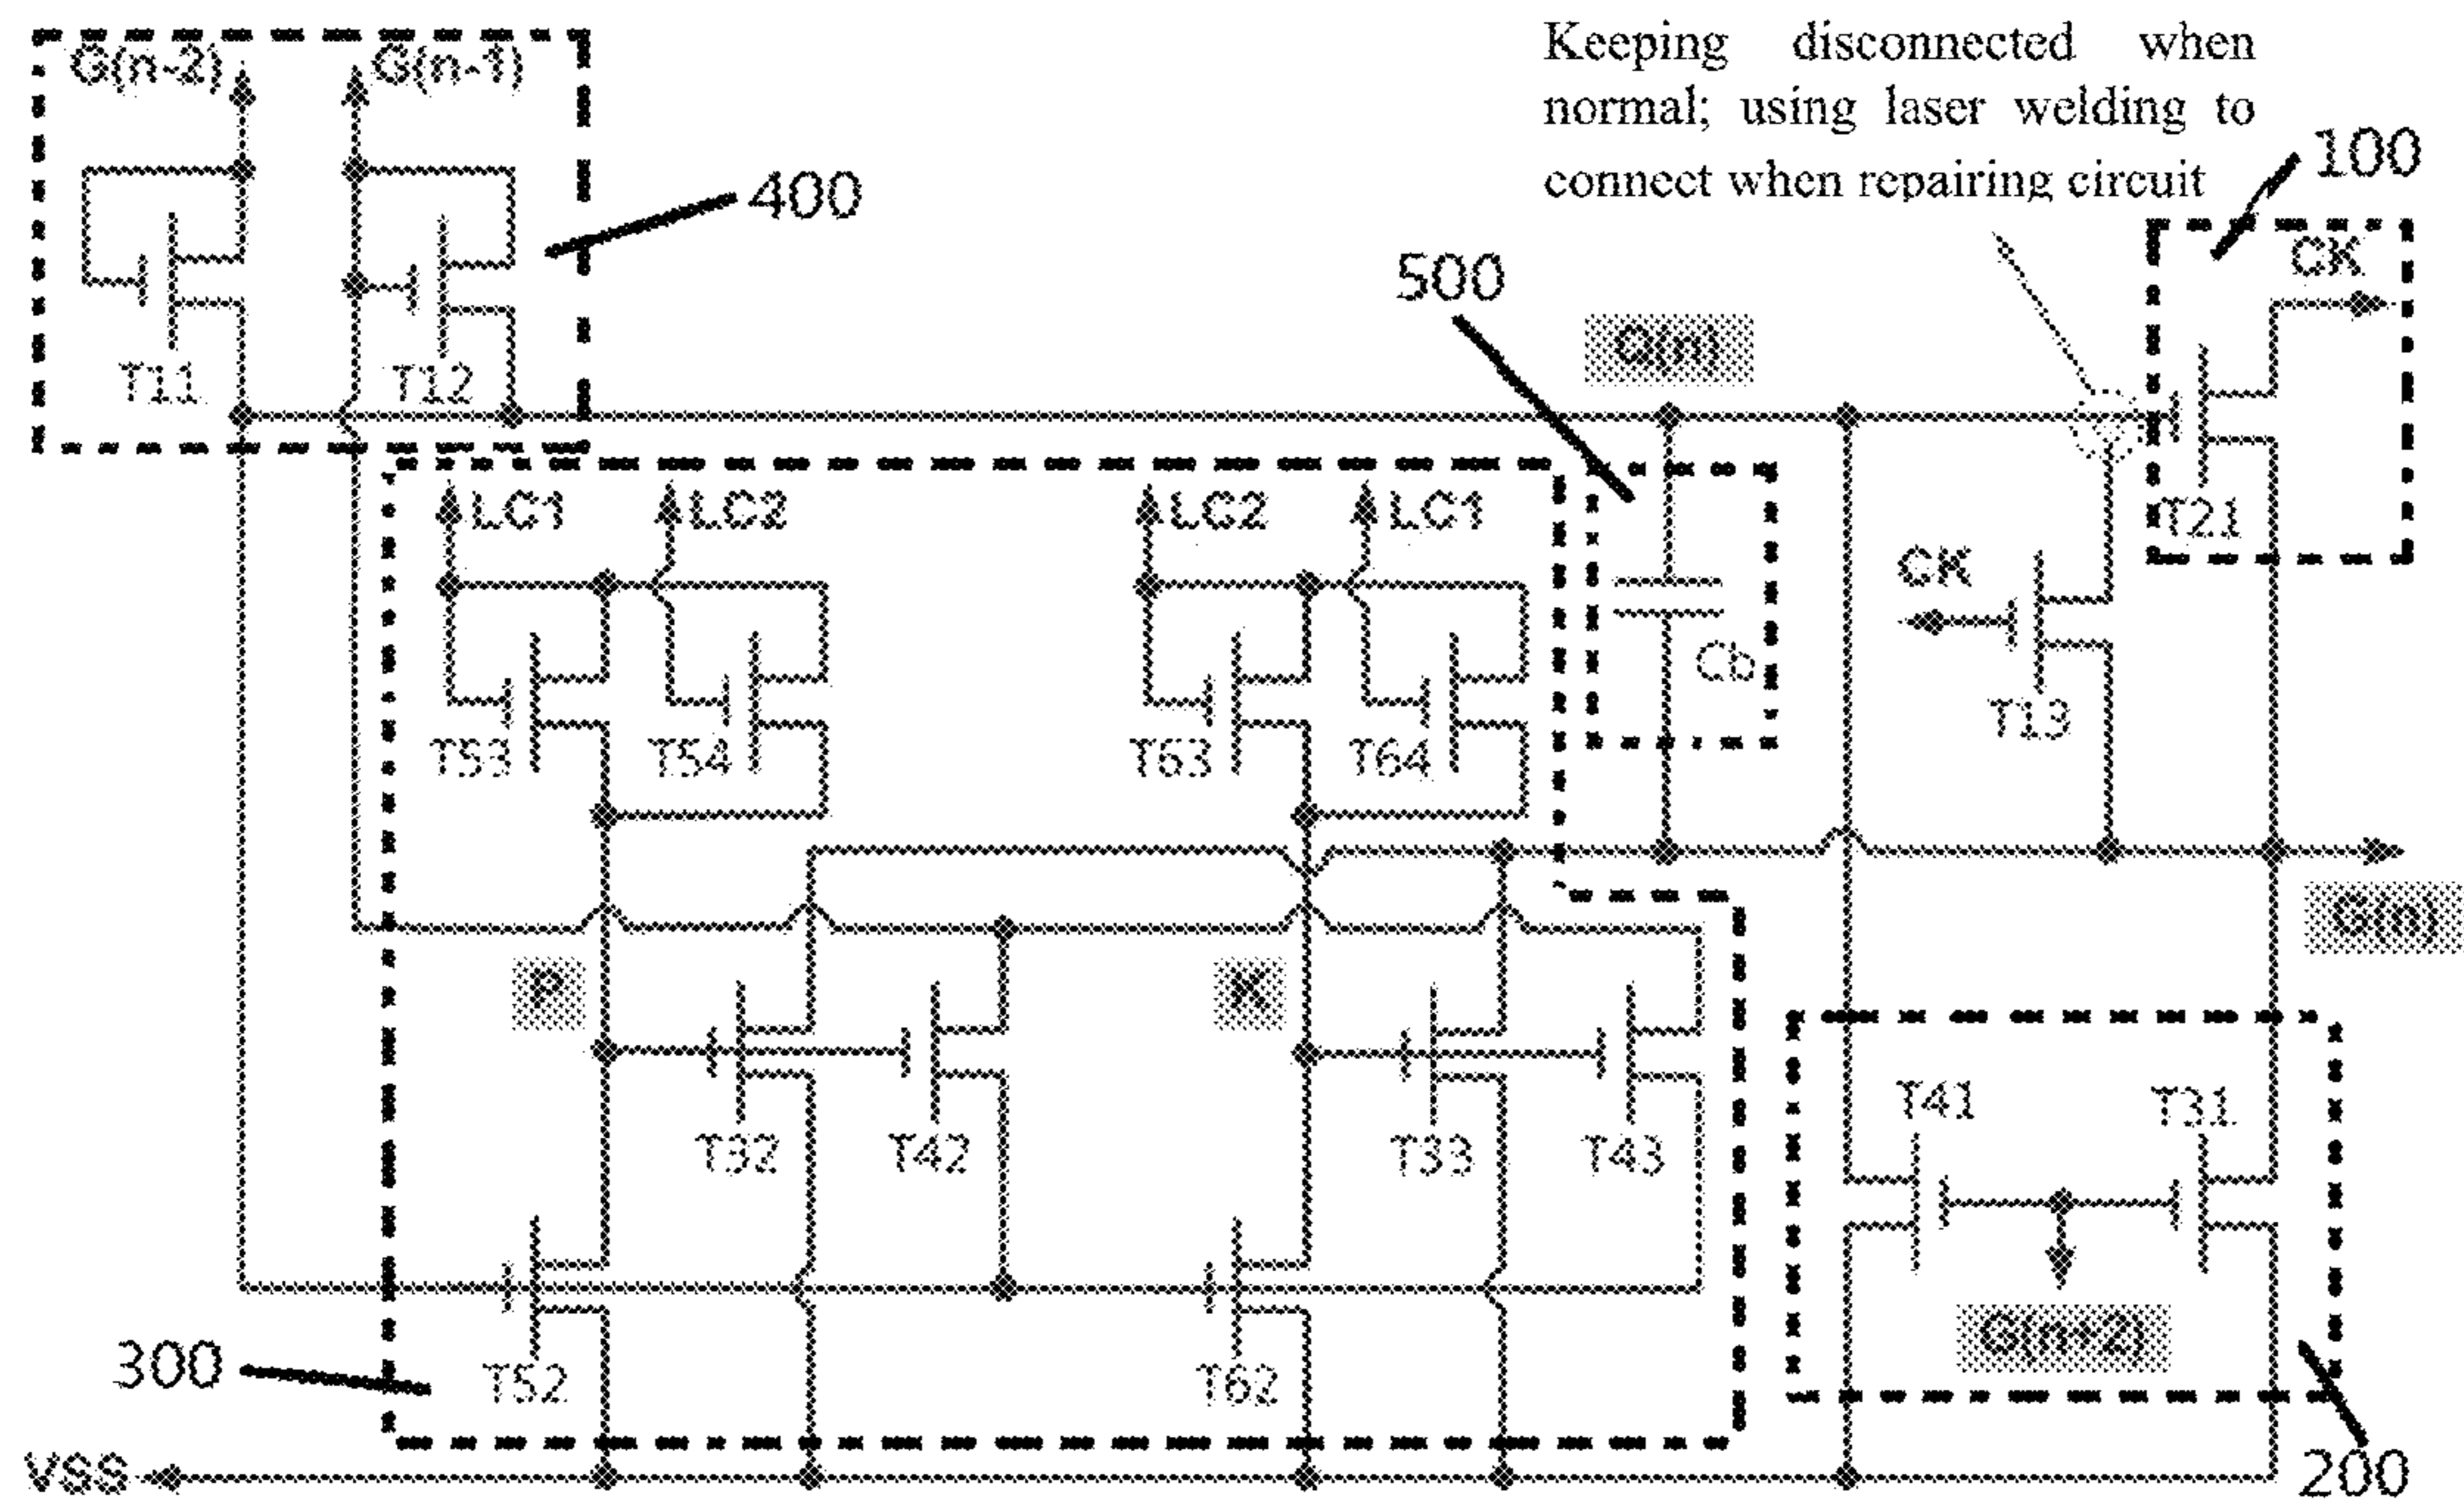 Keeping disconnected when
normal; using laser welding to
connect when repairing circuit
G(n-2) G(n-1)
100
400
CK
500
Q(n)
T11 T12
LC1 LC2 LC2 LC1
T21
CK
Cb
T53 T54 T63 T64
T13
G(n)
P K
T41 T31
T32 T42 T33 T43
G(n+2)
300
T52 T62
VSS
200